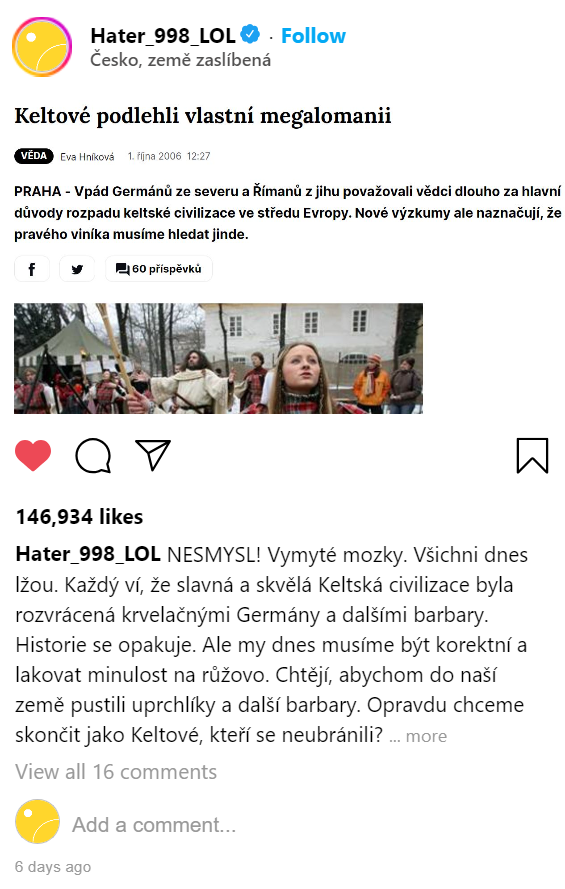 Hater_998_LOL · Follow
Česko, země zaslíbená
Keltové podlehli vlastní megalomanii
VĚDA Eva Hníková 1. října 2006 12:27
PRAHA - Vpád Germánů ze severu a Římanů z jihu považovali vědci dlouho za hlavní
důvody rozpadu keltské civilizace ve středu Evropy. Nové výzkumy ale naznačují, že
pravého viníka musíme hledat jinde.
60 příspěvků
146,934 likes
Hater_998_LOL NESMYSL! Vymyté mozky. Všichni dnes
lžou. Každý ví, že slavná a skvělá Keltská civilizace byla
rozvrácená krvelačnými Germány a dalšími barbary.
Historie se opakuje. Ale my dnes musíme být korektní a
lakovat minulost na růžovo. Chtějí, abychom do naší
země pustili uprchlíky a další barbary. Opravdu chceme
skončit jako Keltové, kteří se neubránili? ... more
View all 16 comments
Add a comment...
6 days ago